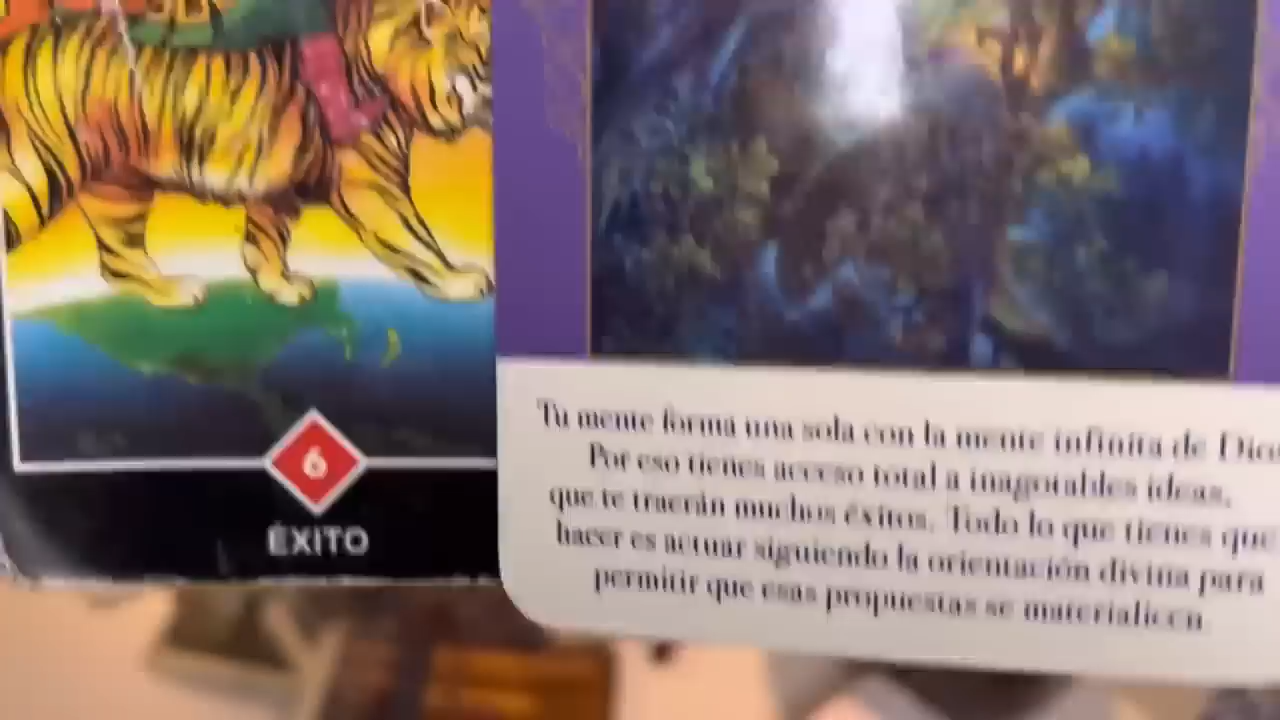 6
ÉXITO
Tu mente forma una sola con la mente infinita de Dios
Por eso tienes acceso total a inagotables ideas,
que te traerán muchos éxitos. Todo lo que tienes que
hacer es actuar siguiendo la orientación divina para
permitir que esas propuestas se materialicen